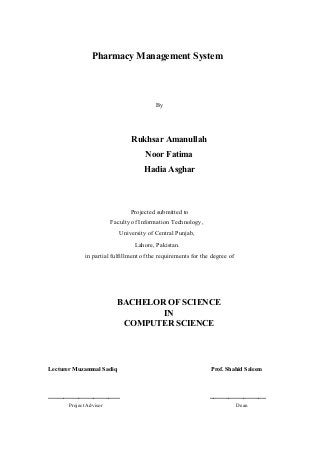 Pharmacy Management System
By
Rukhsar Amanullah
Noor Fatima
Hadia Asghar
Projected submitted to
Faculty of Information Technology,
University of Central Punjab,
Lahore, Pakistan.
in partial fulfillment of the requirements for the degree of
BACHELOR OF SCIENCE
IN
COMPUTER SCIENCE
Lecturer Muzammal Sadiq Prof. Shahid Saleem
Project Advisor Dean